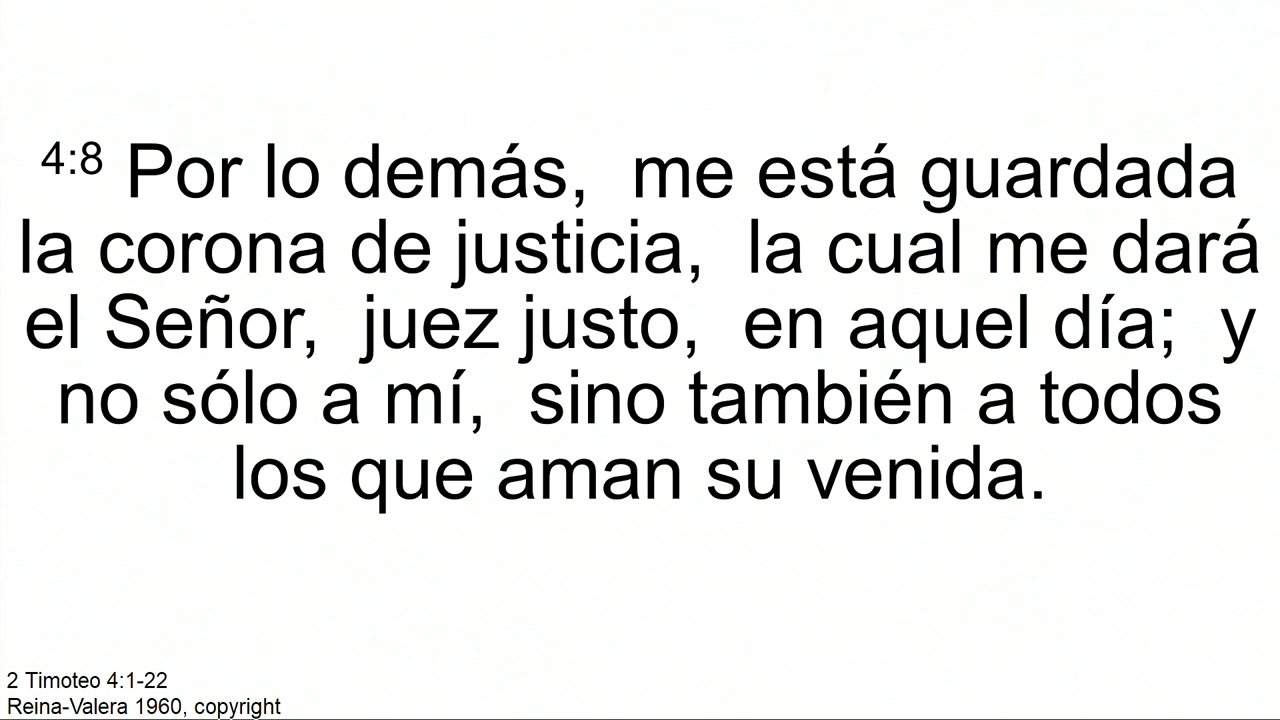 4:8 Por lo demás,  me está guardada
la corona de justicia,  la cual me dará
el Señor,  juez justo,  en aquel día;  y
no sólo a mí,  sino también a todos
los que aman su venida.
2 Timoteo 4:1-22
Reina-Valera 1960, copyright